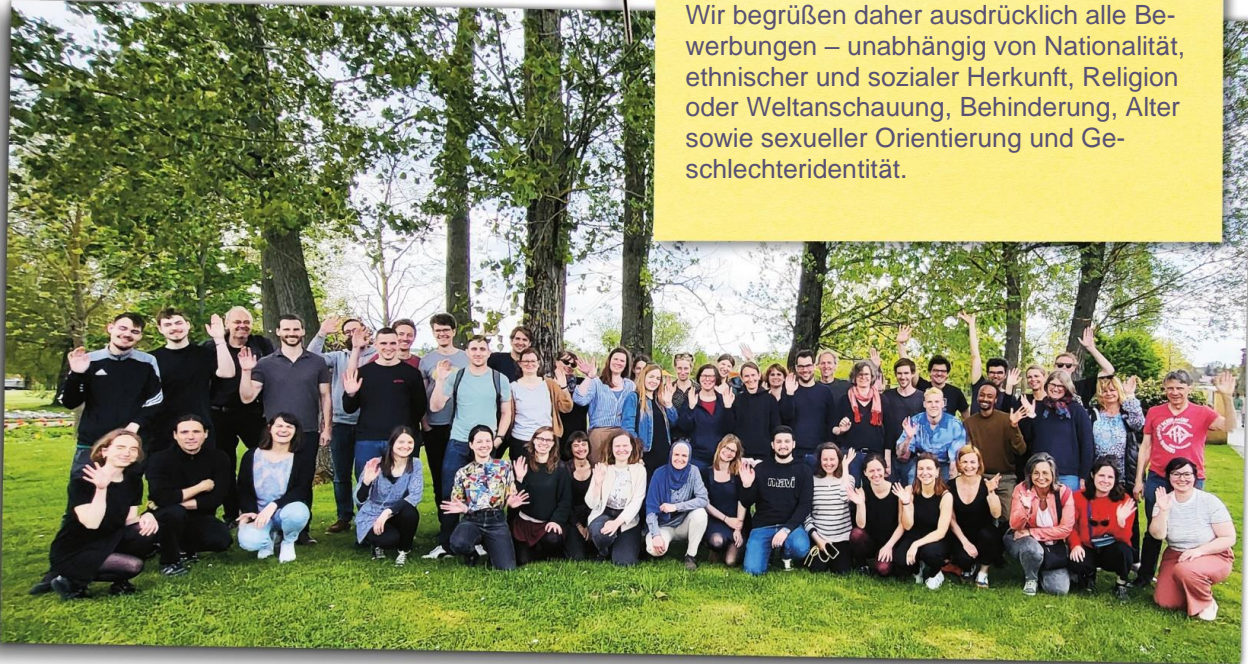 Wir begrüßen daher ausdrücklich alle Be-
werbungen – unabhängig von Nationalität,
ethnischer und sozialer Herkunft, Religion
oder Weltanschauung, Behinderung, Alter
sowie sexueller Orientierung und Ge-
schlechteridentität.
mavi